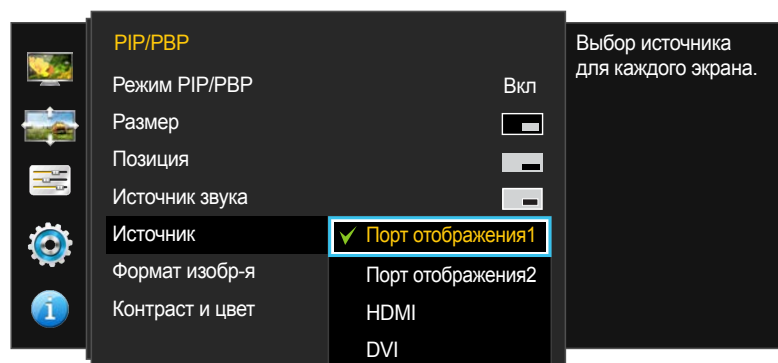 PIP/PBP
Режим PIP/PBP Вкл
Размер
Позиция
Источник звука
Источник
Порт отображения1
Формат изобр-я
Порт отображения2
Контраст и цвет
HDMI
DVI
Выбор источника
для каждого экрана.